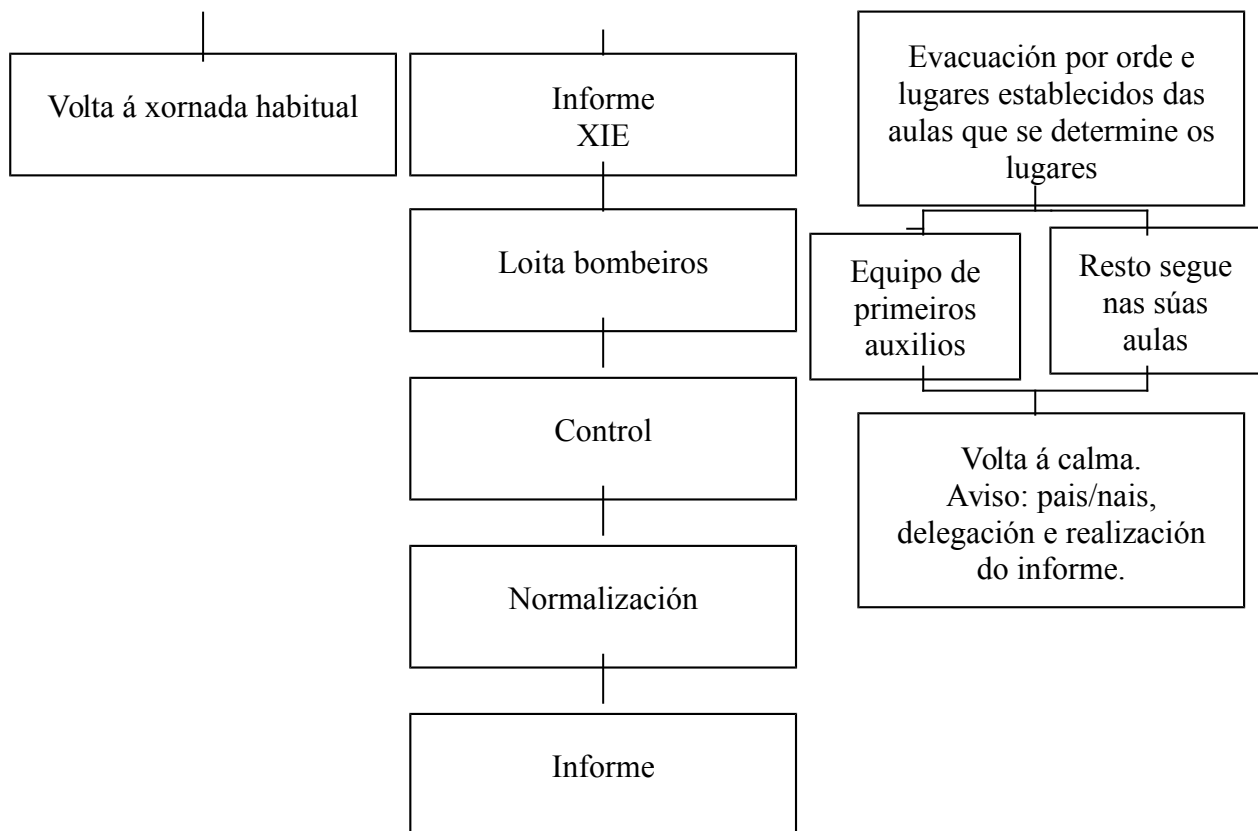 Volta á xornada habitual
Informe
XIE
Loita bombeiros
Control
Normalización
Informe
Evacuación por orde e
lugares establecidos das
aulas que se determine os
lugares
Equipo de
primeiros
auxilios
Resto segue
nas súas
aulas
Volta á calma.
Aviso: pais/nais,
delegación e realización
do informe.